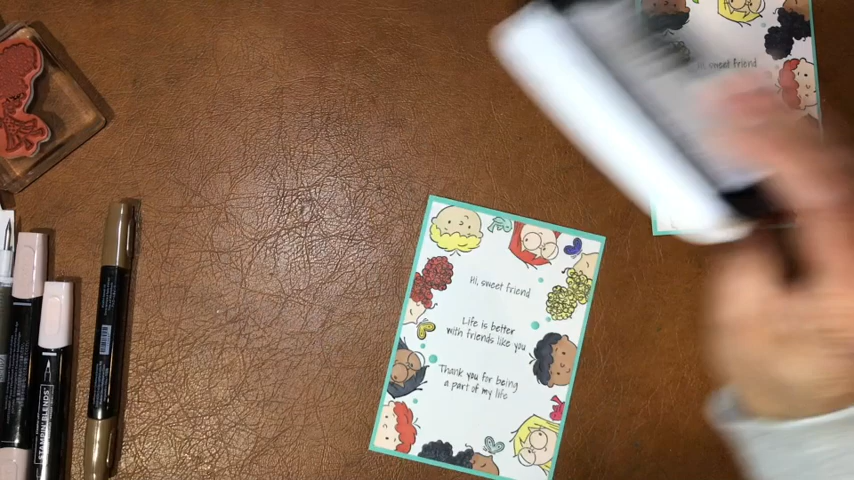 Hi, sweet friend
Life is better
with friends like you
Thank you for being
a part of my life
sweet friend
STAMPIN' BLENDS